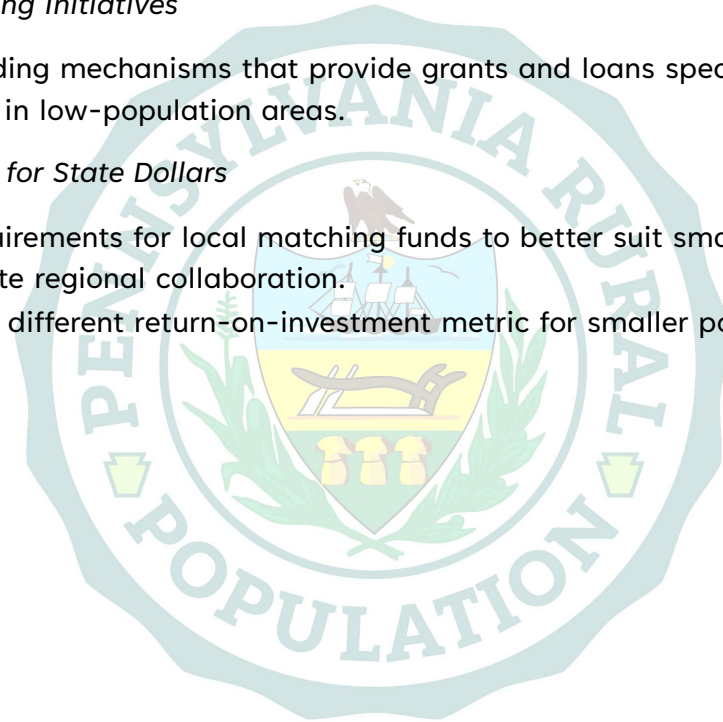 ng Initiatives
ding mechanisms that provide grants and loans spec
in low-population areas.
for State Dollars
irements for local matching funds to better suit sma
te regional collaboration.
different return-on-investment metric for smaller po
PENNSYLVANIA RURAL
POPULATION